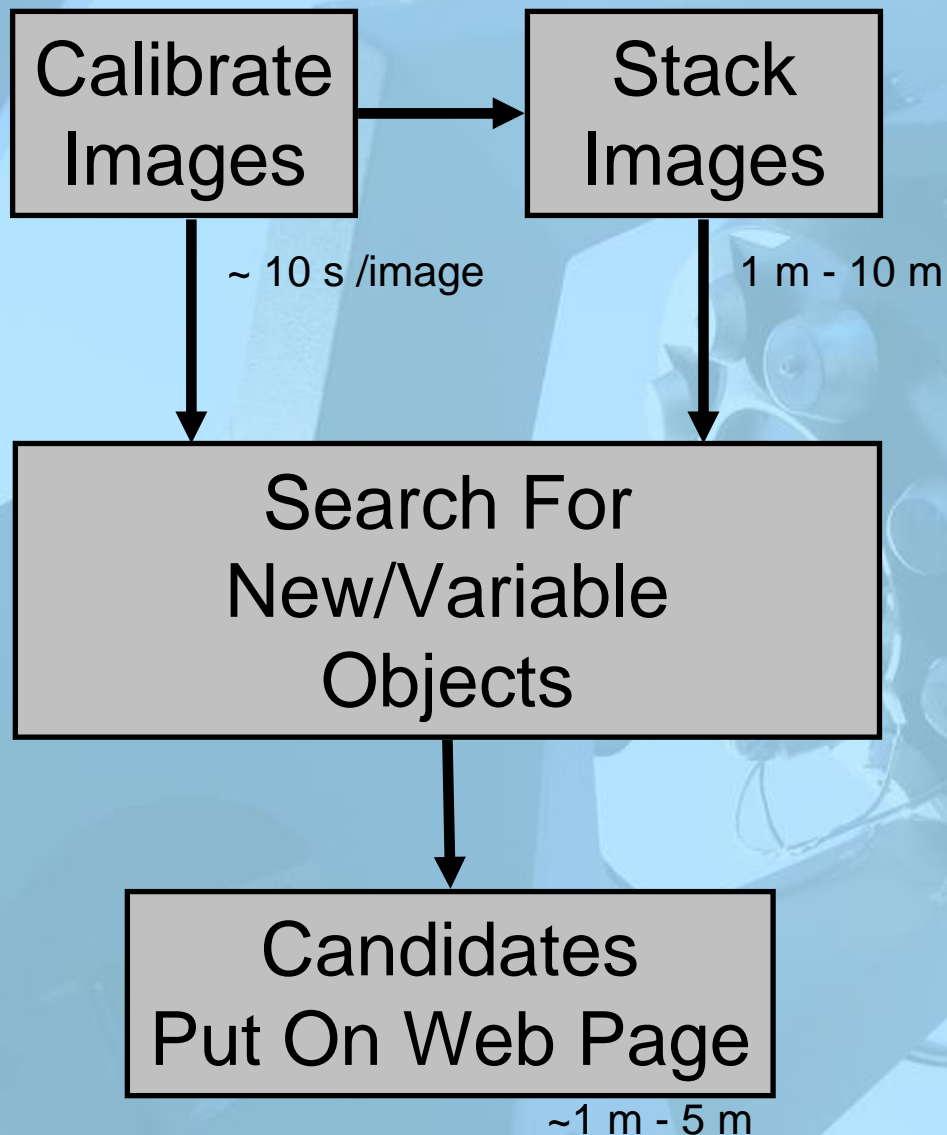 Calibrate
Images
Stack
Images
~ 10 s /image
1 m - 10 m
Search For
New/Variable
Objects
Candidates
Put On Web Page
~1 m - 5 m